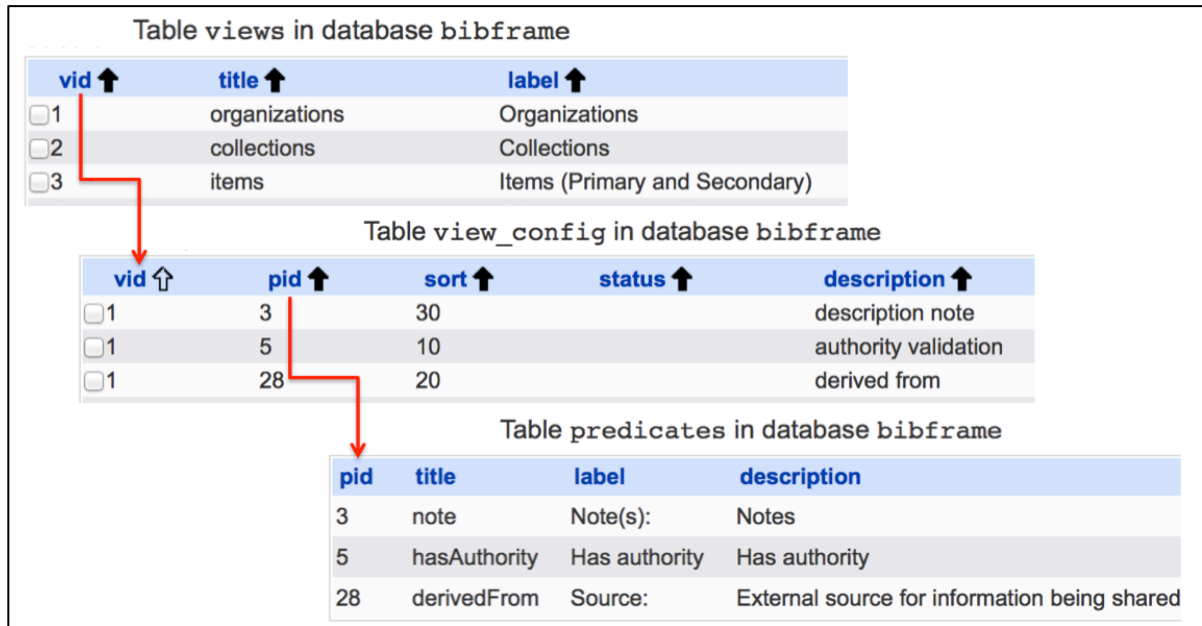 Table views in database bibframe
vid title label
1 organizations Organizations
2 collections Collections
3 items Items (Primary and Secondary)
Table view_config in database bibframe
vid pid sort status description
1 3 30 description note
1 5 10 authority validation
1 28 20 derived from
Table predicates in database bibframe
pid title label description
3 note Note(s): Notes
5 hasAuthority Has authority Has authority
28 derivedFrom Source: External source for information being shared